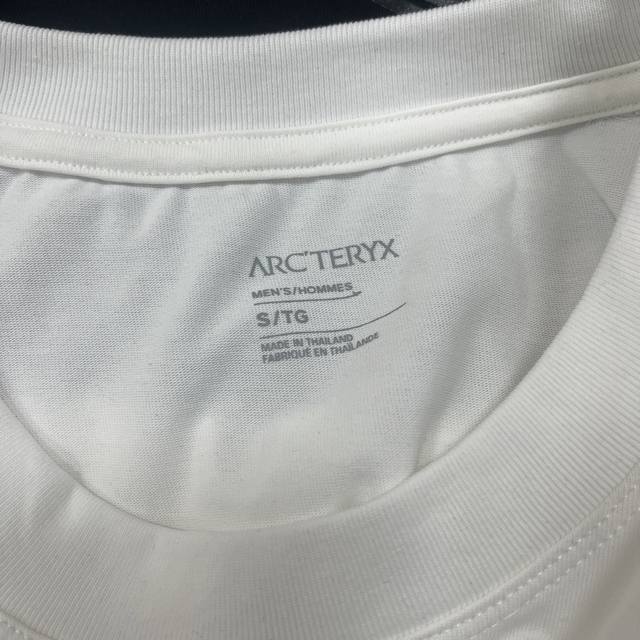 ARC'TERYX
MEN'S/HOMMES
S/TG
MADE IN THAILAND
FABRIQUÉ EN THAÏLANDE